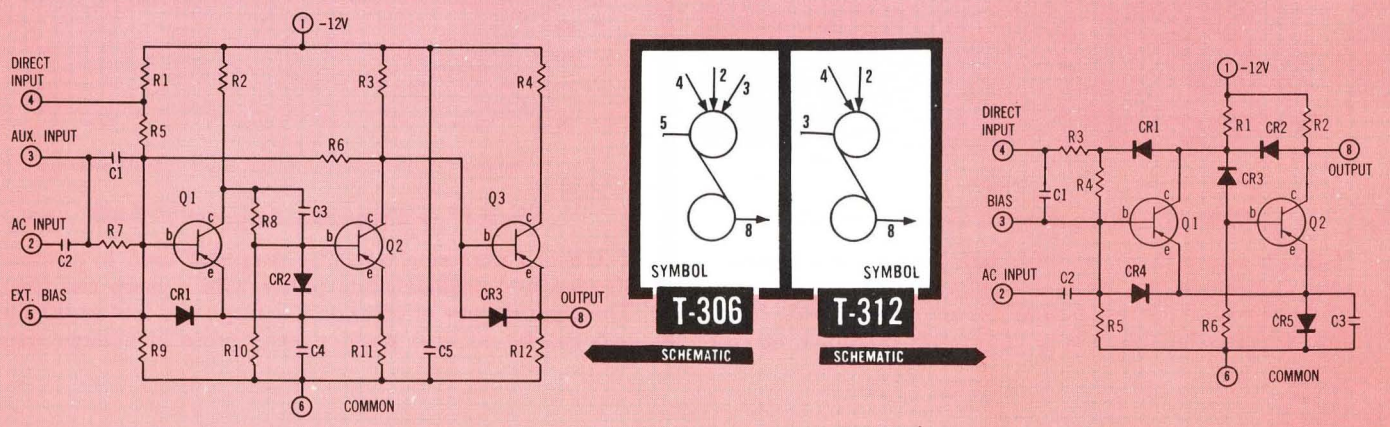 1 -12V
DIRECT
INPUT
4
R1
R2
R3
R4
R5
AUX. INPUT
3
C1
R6
Q1
Q3
AC INPUT
2
C2
R7
b
c
e
R8
C3
b
c
e
Q2
b
c
e
CR2
EXT. BIAS
5
CR1
CR3
OUTPUT
8
R9
R10
C4
R11
C5
R12
6
COMMON
4
2
3
5
8
SYMBOL
T-306
SCHEMATIC
4
2
3
8
SYMBOL
T-312
SCHEMATIC
1 -12V
DIRECT
INPUT
4
R3
CR1
R1
CR2
R2
8
OUTPUT
C1
R4
CR3
BIAS
3
b
c
e
Q1
b
c
e
Q2
AC INPUT
2
C2
CR4
R5
R6
CR5
C3
6
COMMON